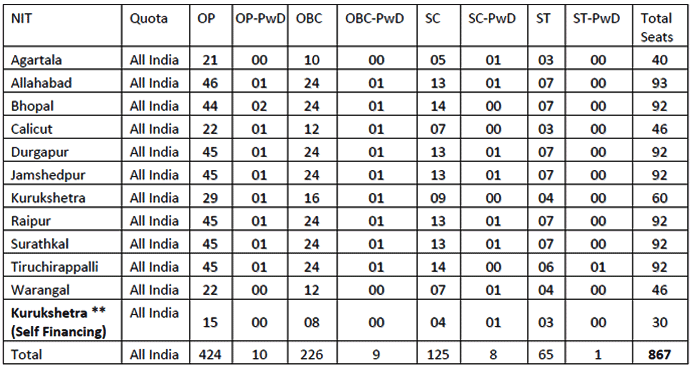 NIT Quota OP OP-PwD OBC OBC-PwD SC SC-PwD ST ST-PwD Total
Seats
Agartala All India 21 00 10 00 05 01 03 00 40
Allahabad All India 46 01 24 01 13 01 07 00 93
Bhopal All India 44 02 24 01 14 00 07 00 92
Calicut All India 22 01 12 01 07 00 03 00 46
Durgapur All India 45 01 24 01 13 01 07 00 92
Jamshedpur All India 45 01 24 01 13 01 07 00 92
Kurukshetra All India 29 01 16 01 09 00 04 00 60
Raipur All India 45 01 24 01 13 01 07 00 92
Surathkal All India 45 01 24 01 13 01 07 00 92
Tiruchirappalli All India 45 01 24 01 14 00 06 01 92
Warangal All India 22 00 12 00 07 01 04 00 46
Kurukshetra ** All India
(Self Financing) 15 00 08 00 04 01 03 00 30
Total All India 424 10 226 9 125 8 65 1 867